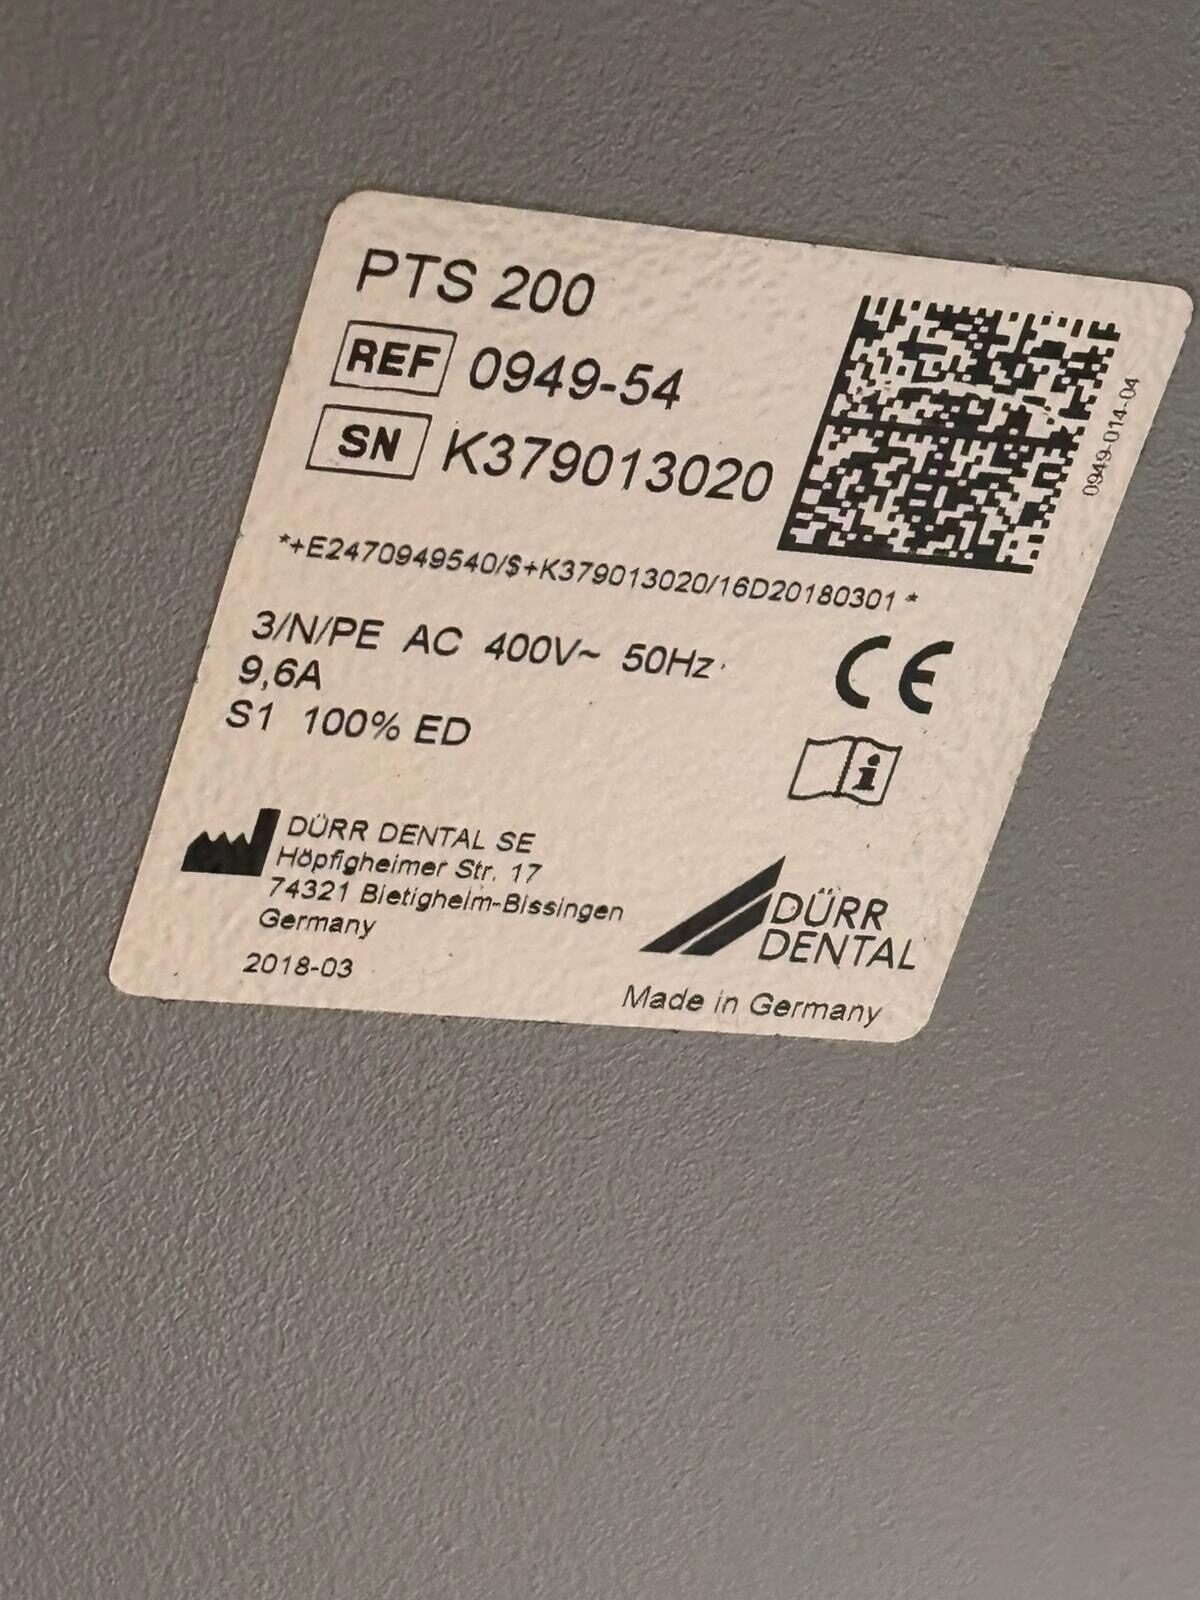 PTS 200
REF 0949-54
SN K379013020
0949-014-04
*+E2470949540/$+K379013020/16D20180301*
3/N/PE AC 400V~ 50Hz
9,6A
S1 100% ED
CE
i
DÜRR DENTAL SE
Höpfigheimer Str. 17
74321 Bietigheim-Bissingen
Germany
2018-03
DÜRR
DENTAL
Made in Germany